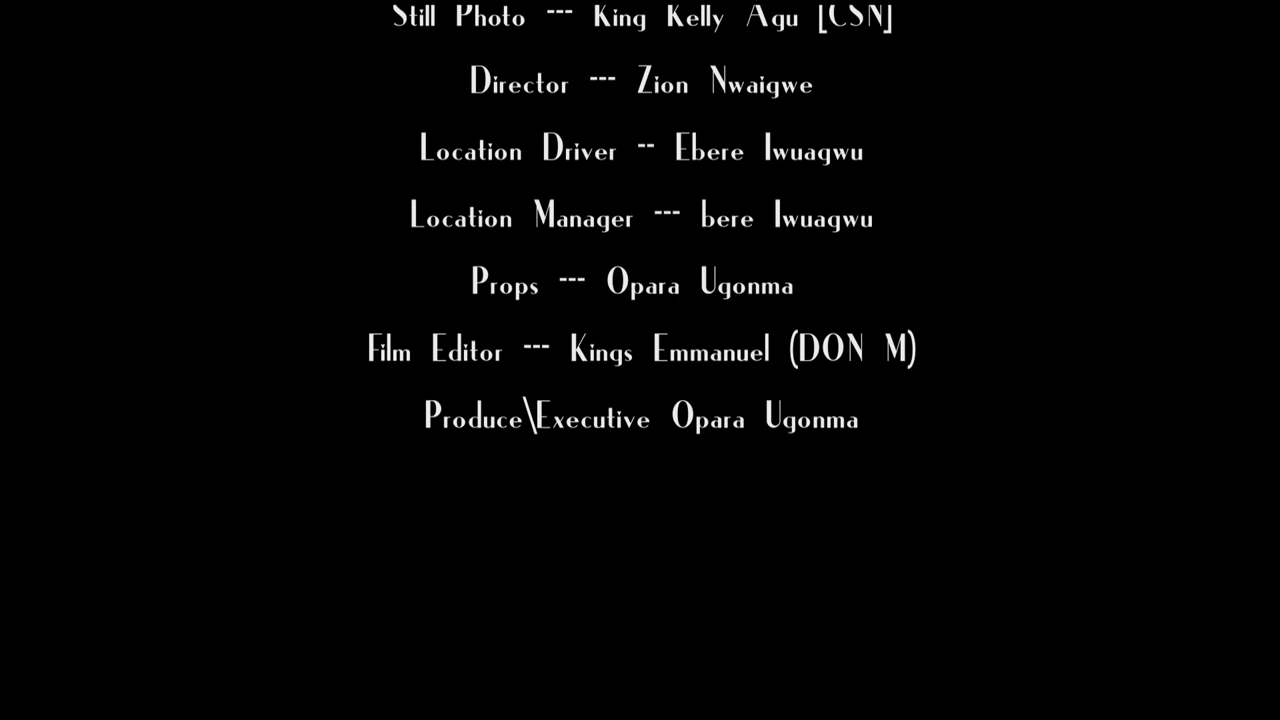 Still Photo --- King Kelly Agu [CSN]
Director --- Zion Nwaigwe
Location Driver -- Ebere Iwuagwu
Location Manager --- bere Iwuagwu
Props --- Opara Ugonma
Film Editor --- Kings Emmanuel (DON M)
Produce\Executive Opara Ugonma